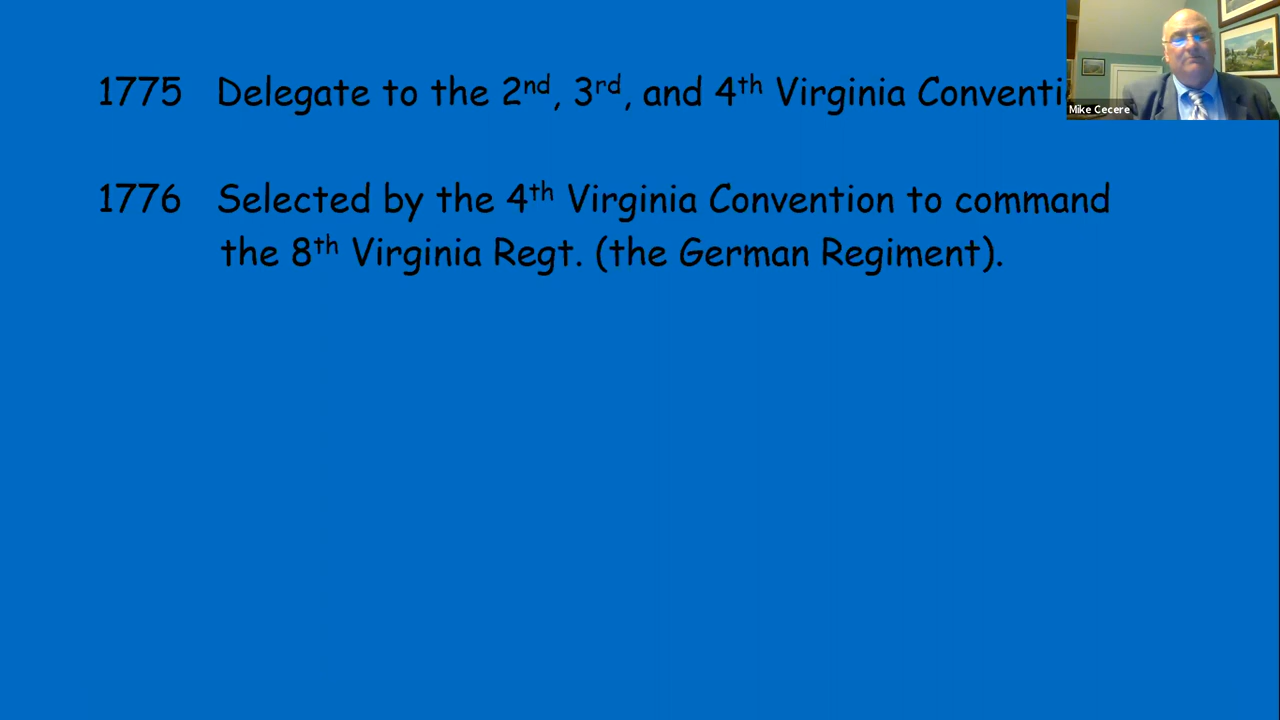 1775 Delegate to the 2nd, 3rd, and 4th Virginia
Mike Cecere
1776 Selected by the 4th Virginia Convention to command
the 8th Virginia Regt. (the German Regiment).